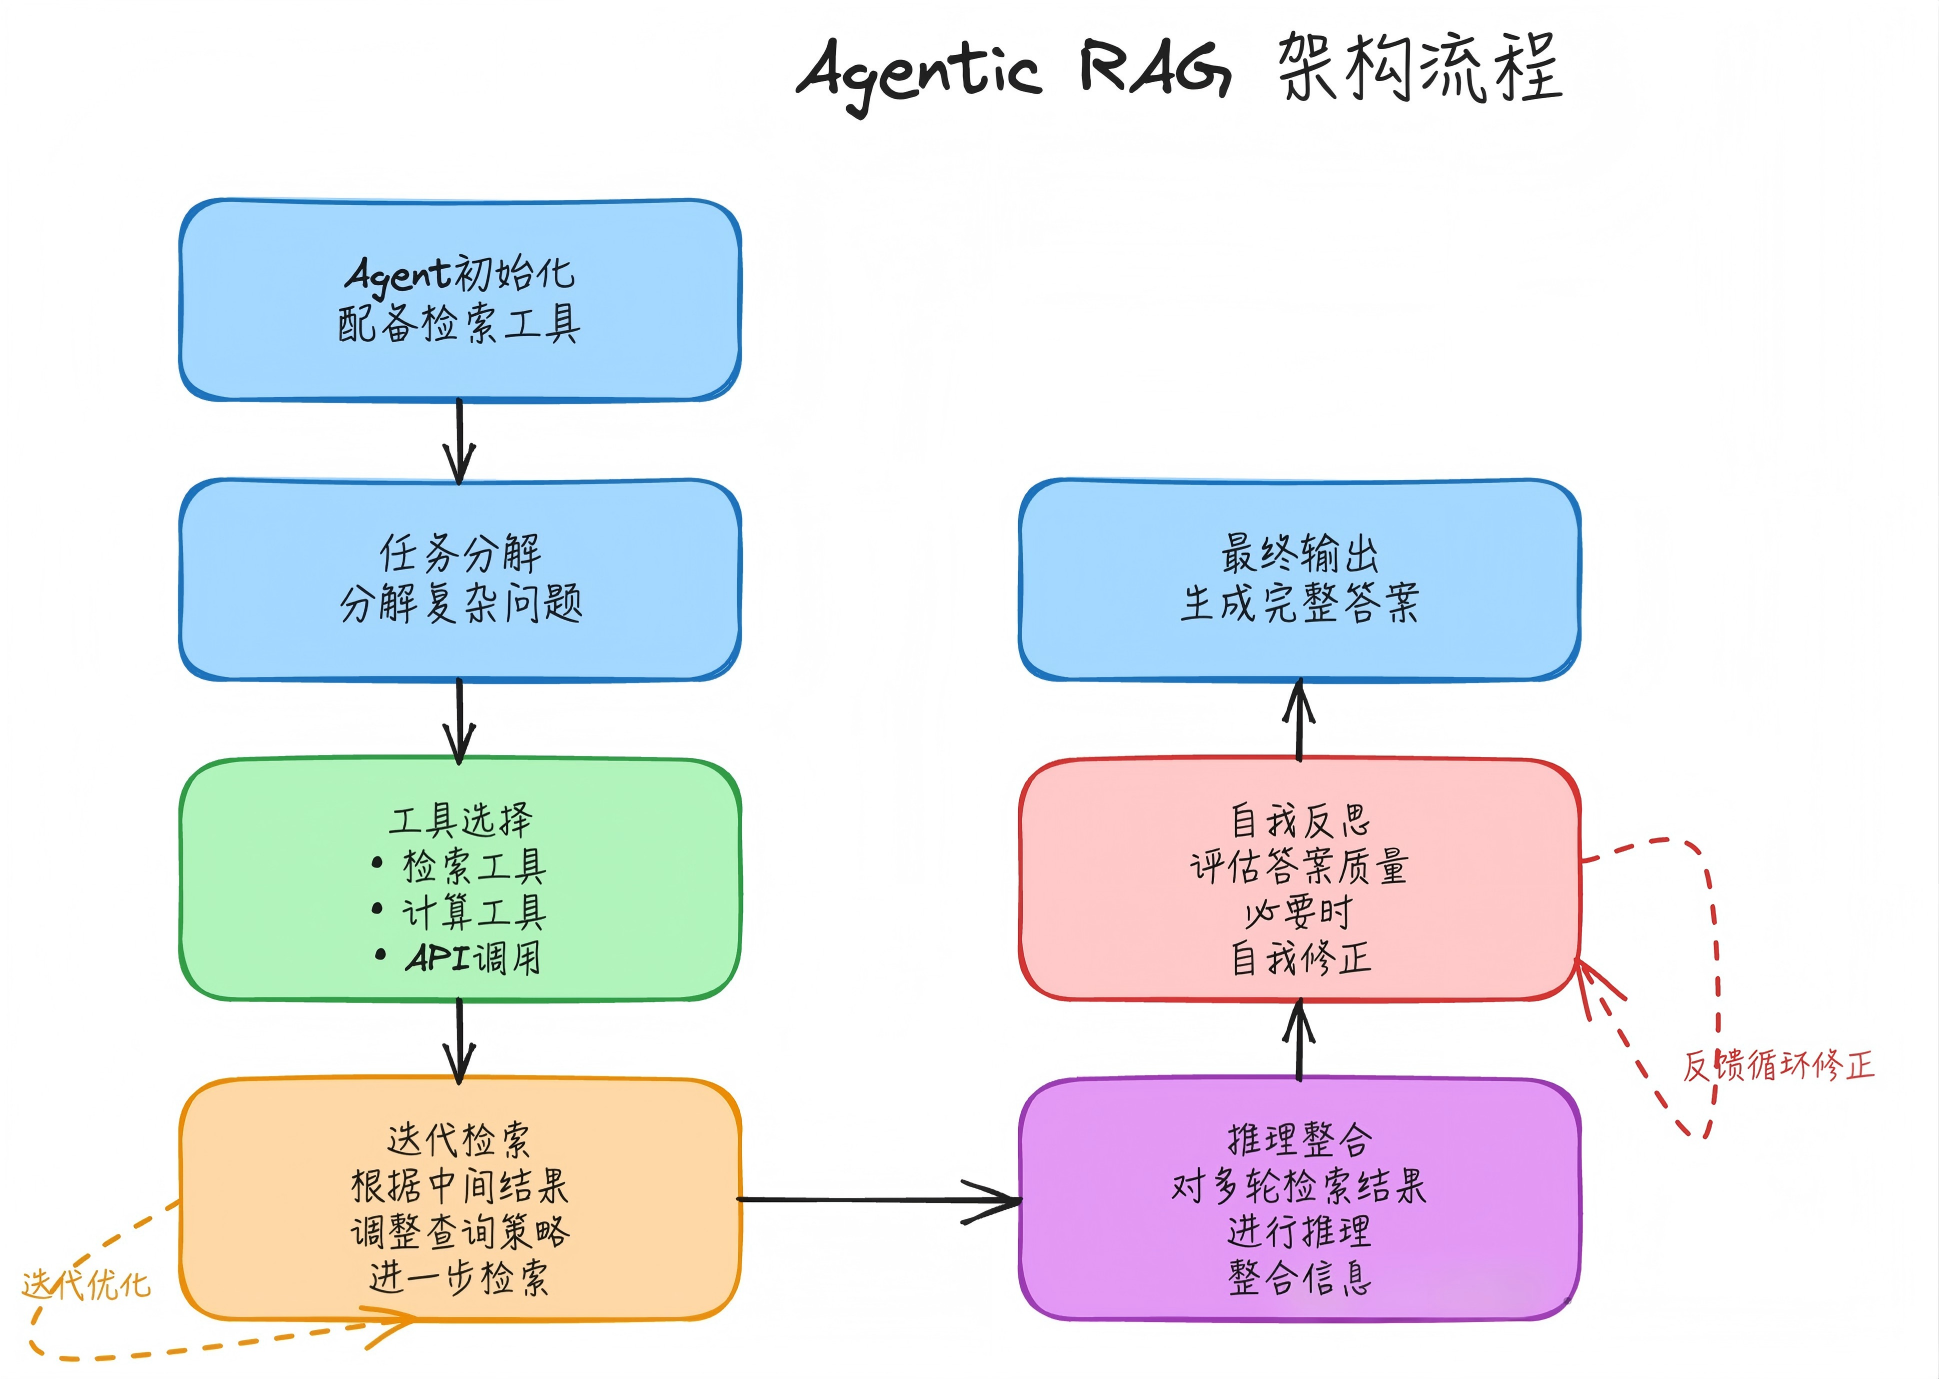 Agentic RAG 架构流程
Agent初始化
配备检索工具
任务分解
分解复杂问题
工具选择
• 检索工具
• 计算工具
• API调用
迭代检索
根据中间结果
调整查询策略
进一步检索
迭代优化
最终输出
生成完整答案
自我反思
评估答案质量
必要时
自我修正
反馈循环修正
推理整合
对多轮检索结果
进行推理
整合信息